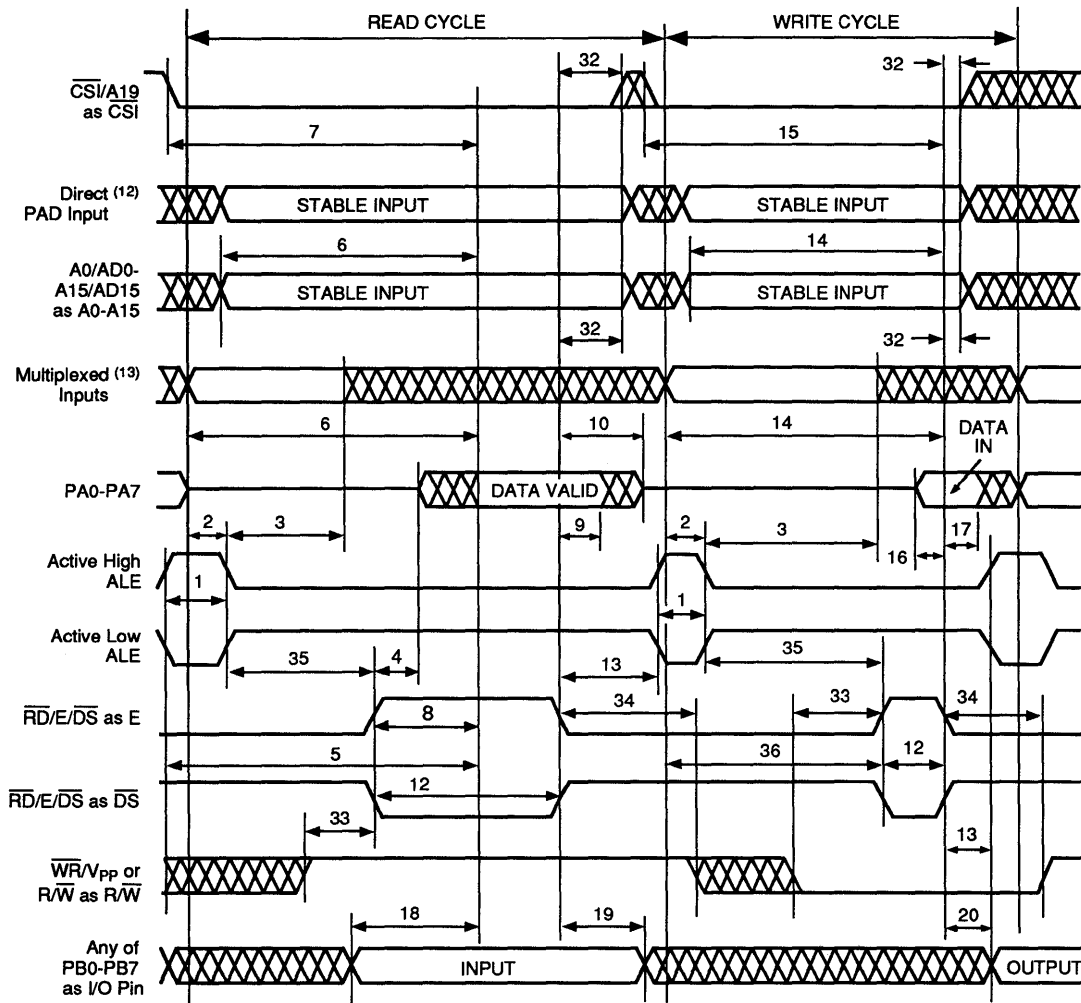 READ CYCLE WRITE CYCLE
32 32
CSI/A19
as CSI
7 15
Direct (12)
PAD Input
STABLE INPUT STABLE INPUT
6 14
A0/AD0-
A15/AD15
as A0-A15
STABLE INPUT STABLE INPUT
32 32
Multiplexed (13)
Inputs
6 10 14 DATA
IN
PA0-PA7 DATA VALID
2 3 9 2 3 16 17
Active High
ALE
1 1
Active Low
ALE
35 4 13 35
RD/E/DS as E
8 34 33 34
5 36 12
RD/E/DS as DS
12
33 13
WR/VPP or
R/W as R/W
18 19 20
Any of
PB0-PB7
as I/O Pin
INPUT OUTPUT